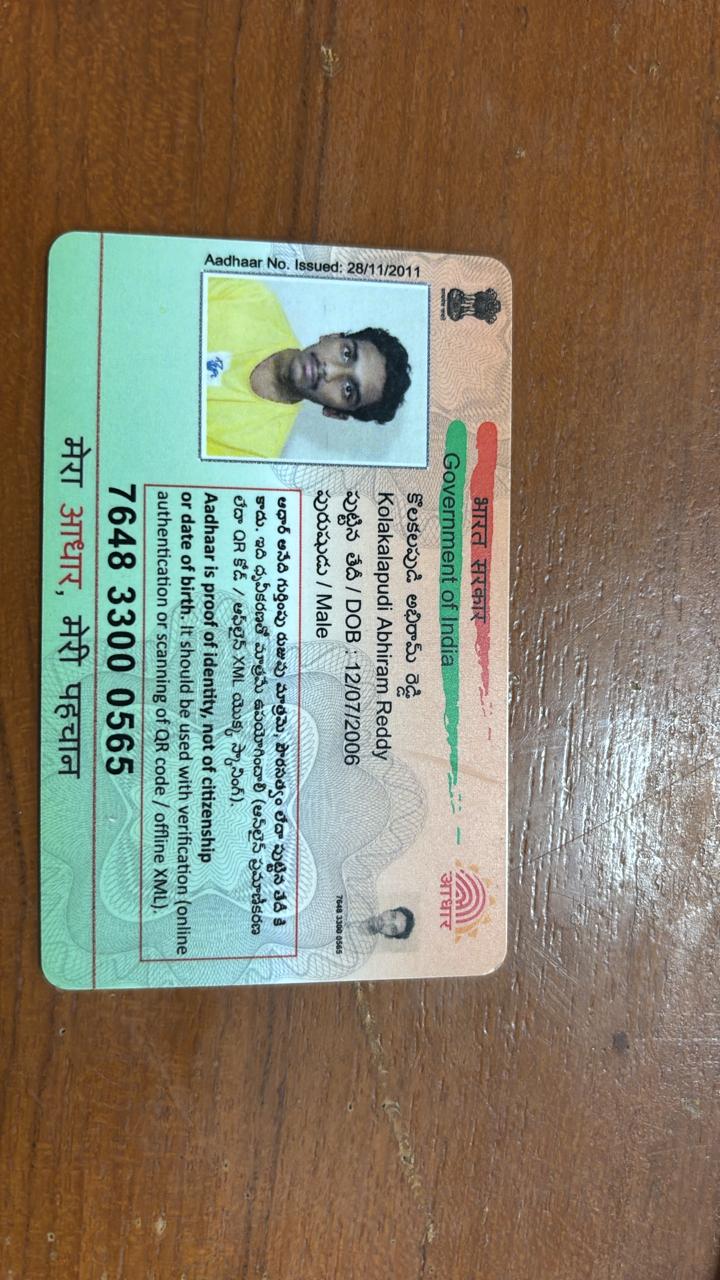 भारत सरकार
Government of India
आधार
Aadhaar No. Issued: 28/11/2011
కొలకలపుడి అభిరామ్ రెడ్డి
Kolakalapudi Abhiram Reddy
పుట్టిన తేదీ / DOB : 12/07/2006
పురుషుడు / Male
7648 3300 0565
ఆధార్ అనేది గుర్తింపు రుజువు మాత్రమే, పౌరసత్వం లేదా పుట్టిన తేదీ కి
కాదు. ఇది ధృవీకరణతో మాత్రమే ఉపయోగించాలి (ఆన్‌లైన్ ప్రమాణీకరణ
లేదా QR కోడ్ / ఆఫ్‌లైన్ XML యొక్క స్కానింగ్).
Aadhaar is proof of identity, not of citizenship
or date of birth. It should be used with verification (online
authentication or scanning of QR code / offline XML).
7648 3300 0565
मेरा आधार, मेरी पहचान